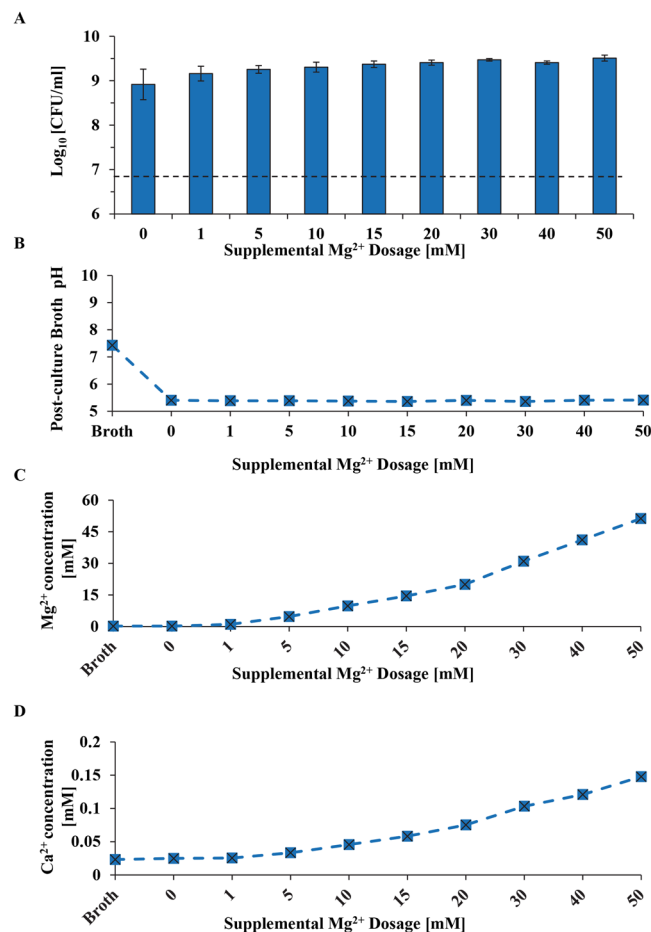 A
Log₁₀ [CFU/ml]
10
9
8
7
6
0 1 5 10 15 20 30 40 50
Supplemental Mg²⁺ Dosage [mM]
B
Post-culture Broth pH
10
9
8
7
6
5
Broth 0 1 5 10 15 20 30 40 50
Supplemental Mg²⁺ Dosage [mM]
C
Mg²⁺ concentration
[mM]
60
45
30
15
0
Broth 0 1 5 10 15 20 30 40 50
Supplemental Mg²⁺ Dosage [mM]
D
Ca²⁺ concentration
[mM]
0.2
0.15
0.1
0.05
0
Broth 0 1 5 10 15 20 30 40 50
Supplemental Mg²⁺ Dosage [mM]